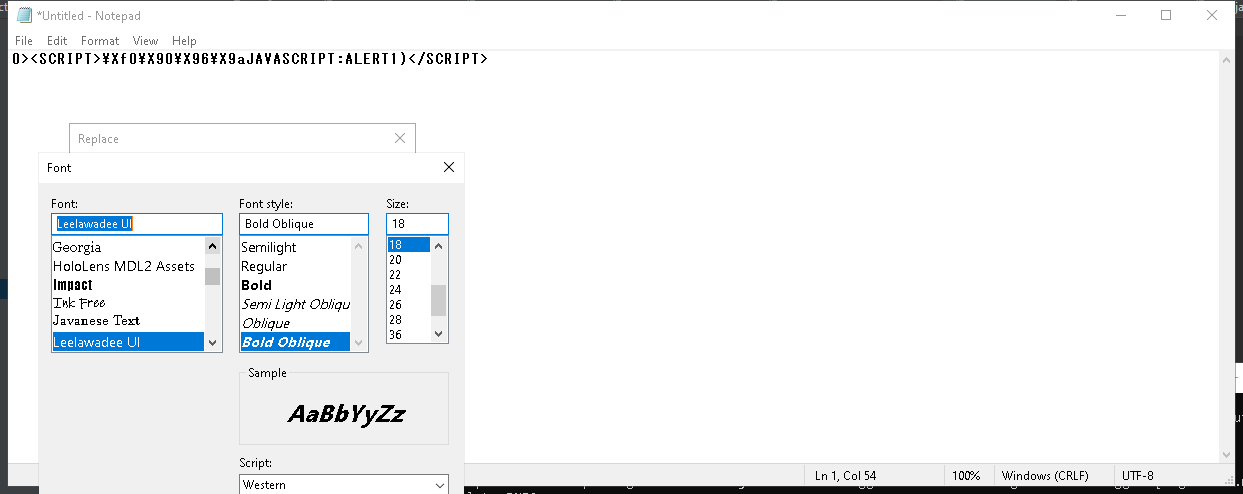 *Untitled - Notepad
File Edit Format View Help
0><SCRIPT>¥Xf0¥X90¥X96¥X9aJAVASCRIPT:ALERT1)</SCRIPT>
Replace
Font
Font:
Leelawadee UI
Georgia
HoloLens MDL2 Assets
Impact
Ink Free
Javanese Text
Leelawadee UI
Font style:
Bold Oblique
Semilight
Regular
Bold
Semi Light Obliqu
Oblique
Bold Oblique
Size:
18
18
20
22
24
26
28
36
Sample
AaBbYyZz
Script:
Western
Ln 1, Col 54
100%
Windows (CRLF)
UTF-8